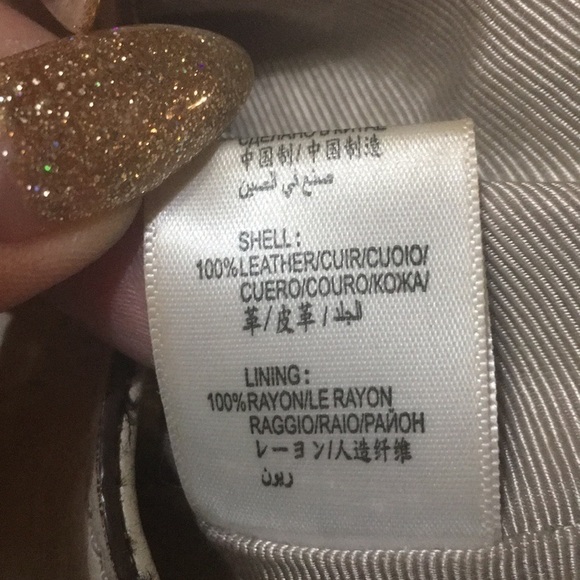 СДЕЛАНО В КИТАЕ
中国制/中国制造
صنع في الصين
SHELL :
100%LEATHER/CUIR/CUOIO/
CUERO/COURO/КОЖА/
革/皮革/الجلد
LINING :
100%RAYON/LE RAYON
RAGGIO/RAIO/РАЙОН
レーヨン/人造纤维
ريون